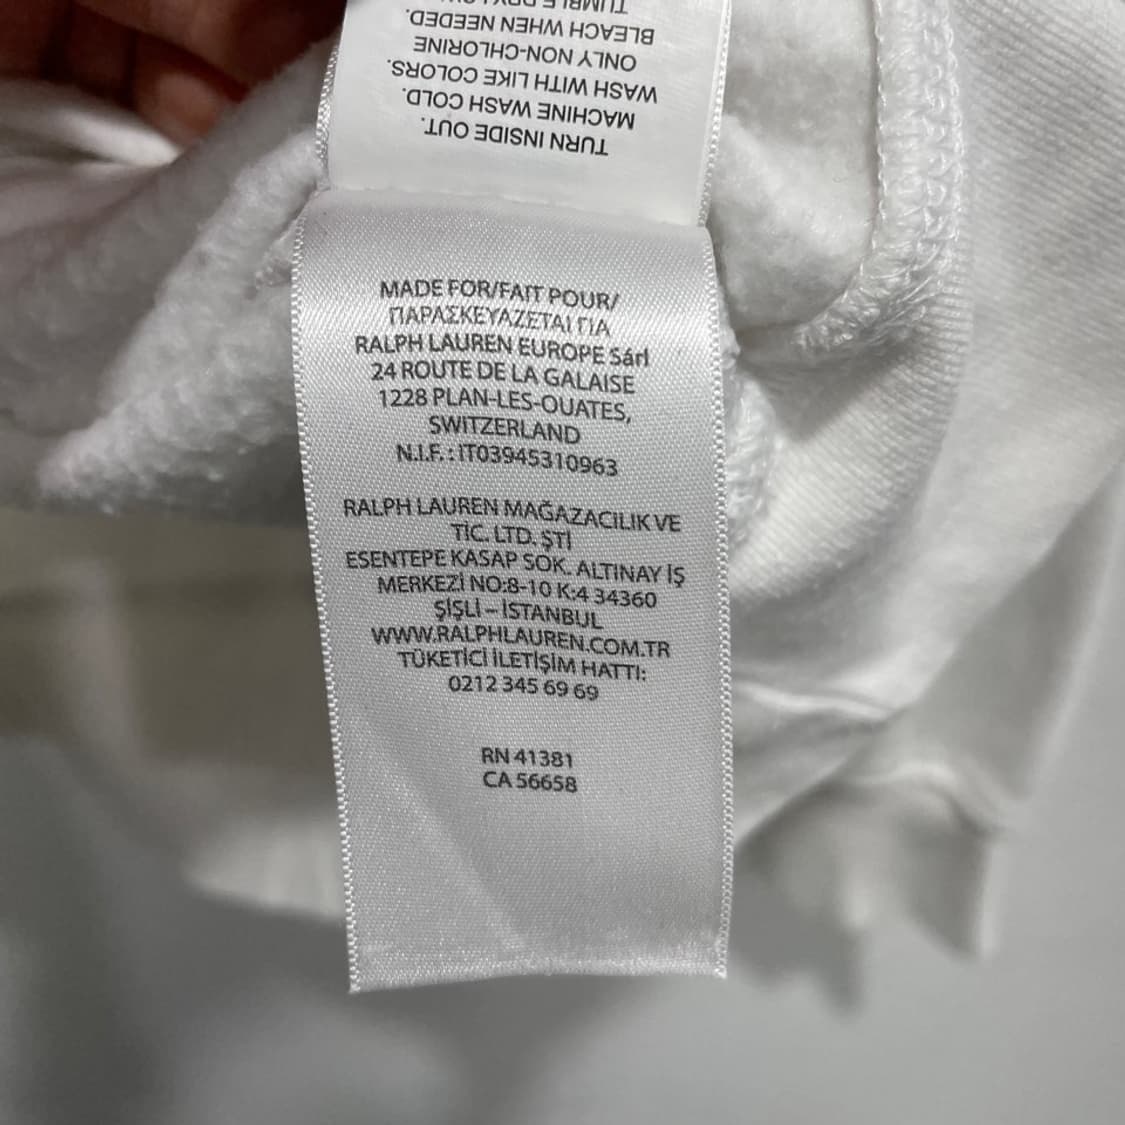 TURN INSIDE OUT.
MACHINE WASH COLD.
WASH WITH LIKE COLORS.
ONLY NON-CHLORINE
BLEACH WHEN NEEDED.
MADE FOR/FAIT POUR/
ΠΑΡΑΣΚΕΥΑΖΕΤΑΙ ΓΙΑ
RALPH LAUREN EUROPE Sárl
24 ROUTE DE LA GALAISE
1228 PLAN-LES-OUATES,
SWITZERLAND
N.I.F. : IT03945310963
RALPH LAUREN MAĞAZACILIK VE
TİC. LTD. ŞTİ
ESENTEPE KASAP SOK. ALTINAY İŞ
MERKEZİ NO:8-10 K:4 34360
ŞİŞLİ – İSTANBUL
WWW.RALPHLAUREN.COM.TR
TÜKETİCİ İLETİŞİM HATTI:
0212 345 69 69
RN 41381
CA 56658